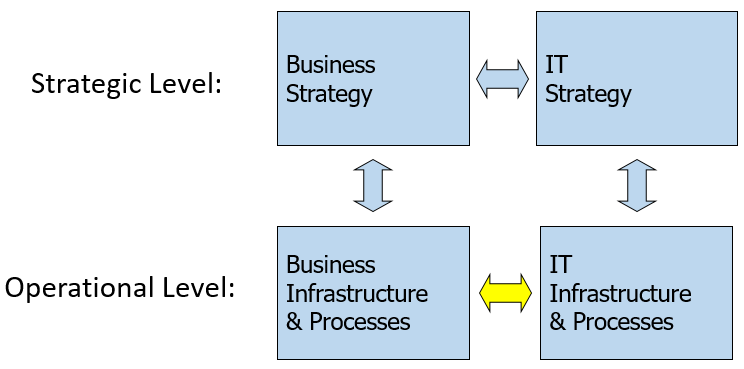 Strategic Level:
Business
Strategy
IT
Strategy
Operational Level:
Business
Infrastructure
& Processes
IT
Infrastructure
& Processes